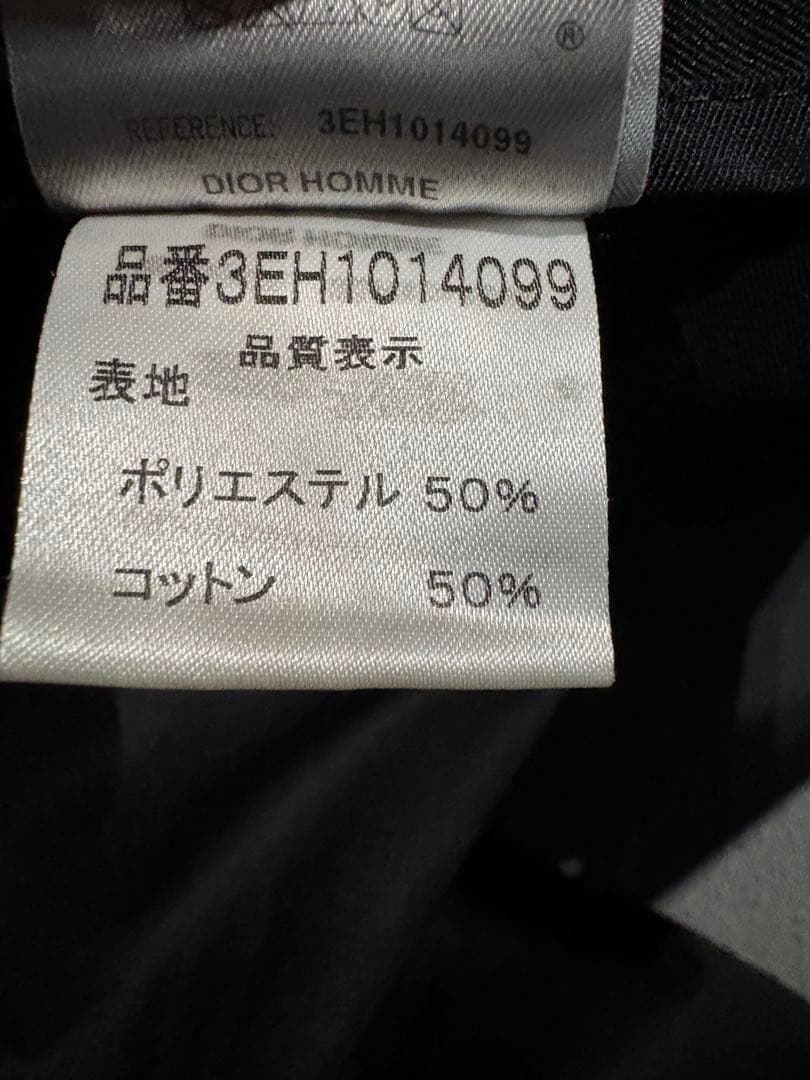 ®
REFERENCE: 3EH1014099
DIOR HOMME
品番3EH1014099
品質表示
表地
ポリエステル 50%
コットン 50%